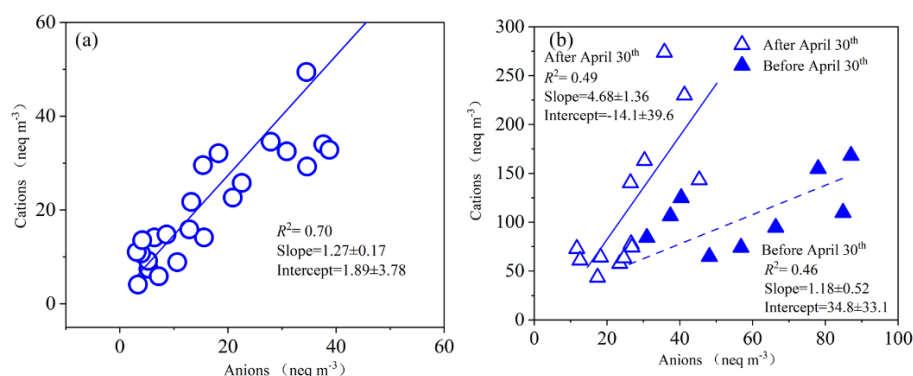 (a)
60
40
20
0
Cations (neq m⁻³)
R²= 0.70
Slope=1.27±0.17
Intercept=1.89±3.78
0 20 40 60
Anions (neq m⁻³)
(b)
300
250
200
150
100
50
0
Cations (neq m⁻³)
After April 30th
R²= 0.49
Slope=4.68±1.36
Intercept=-14.1±39.6
After April 30th
Before April 30th
Before April 30th
R²= 0.46
Slope=1.18±0.52
Intercept=34.8±33.1
0 20 40 60 80 100
Anions (neq m⁻³)